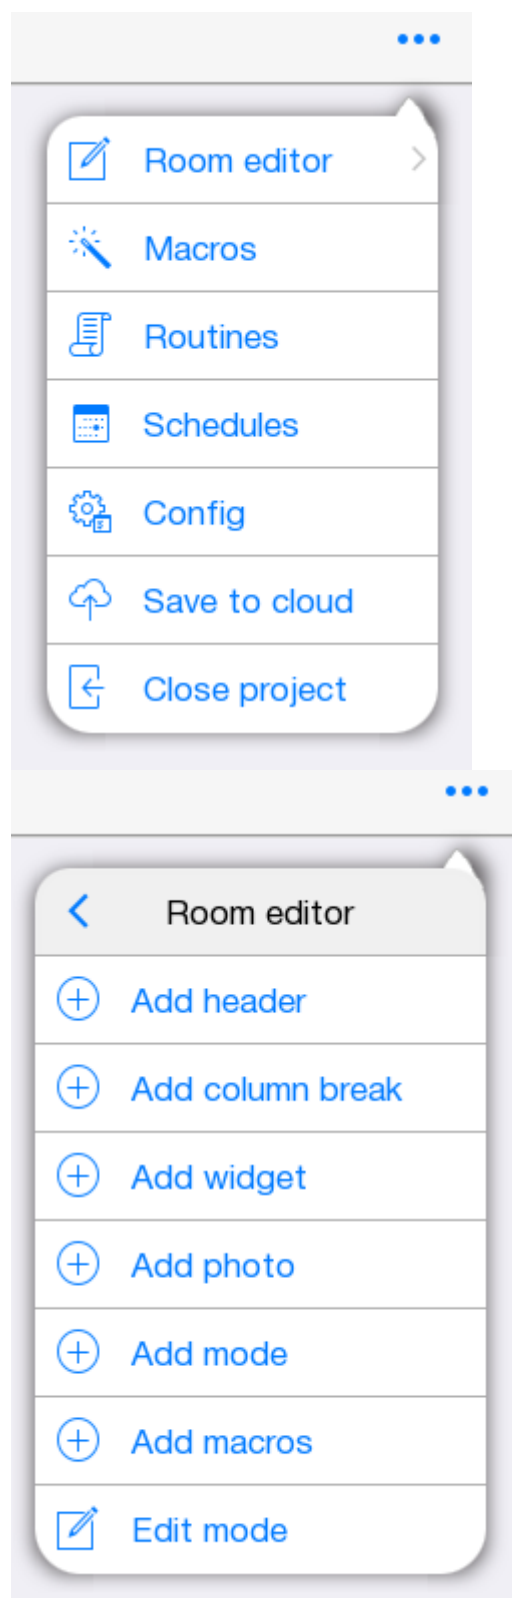 Room editor
Macros
Routines
Schedules
Config
Save to cloud
Close project
Room editor
Add header
Add column break
Add widget
Add photo
Add mode
Add macros
Edit mode